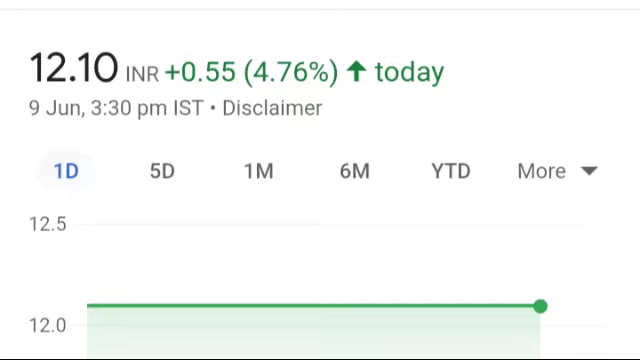 12.10 INR +0.55 (4.76%) ↑ today
9 Jun, 3:30 pm IST • Disclaimer
1D 5D 1M 6M YTD More
12.5
12.0